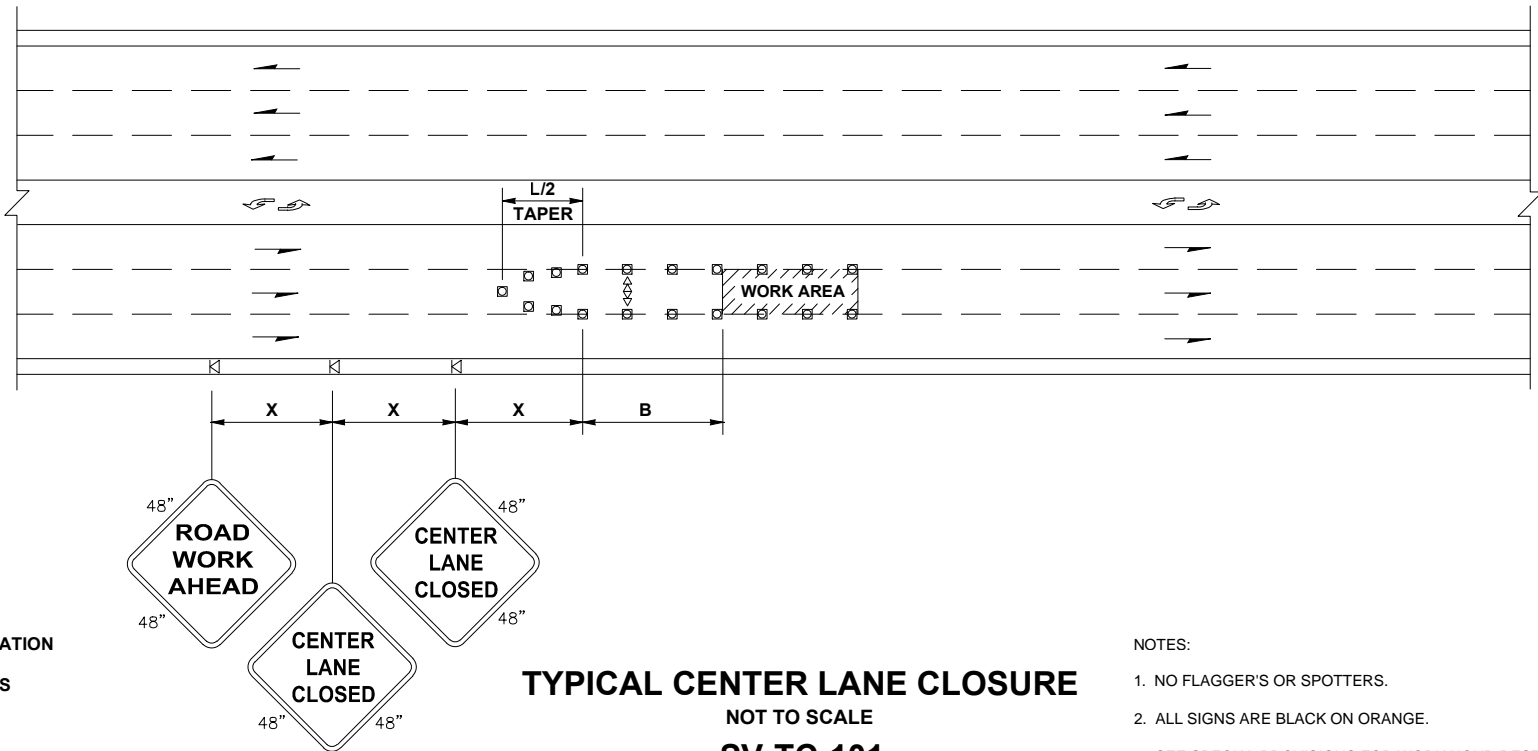 L/2
TAPER
WORK AREA
X
X
X
B
48"
ROAD
WORK
AHEAD
48"
48"
CENTER
LANE
CLOSED
48"
CENTER
LANE
CLOSED
48"
48"
TYPICAL CENTER LANE CLOSURE
NOT TO SCALE
NOTES:
1. NO FLAGGER'S OR SPOTTERS.
2. ALL SIGNS ARE BLACK ON ORANGE.